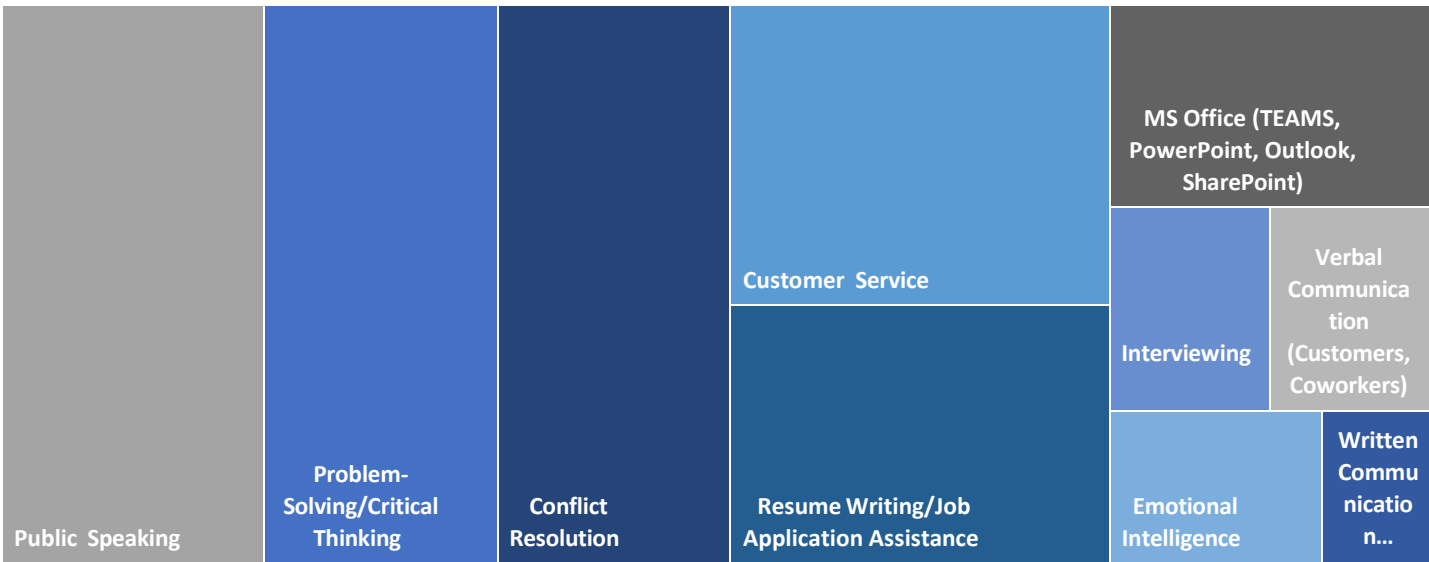 Public Speaking
Problem-
Solving/Critical
Thinking
Conflict
Resolution
Customer Service
Resume Writing/Job
Application Assistance
MS Office (TEAMS,
PowerPoint, Outlook,
SharePoint)
Interviewing
Verbal
Communica
tion
(Customers,
Coworkers)
Emotional
Intelligence
Written
Commu
nicatio
n...